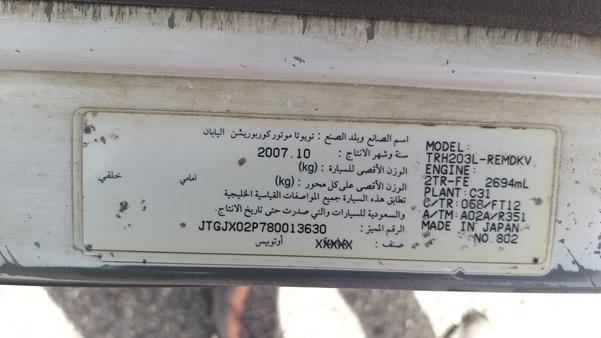 اسم الصانع وبلد الصنع : تويوتا موتور كوربوريشن اليابان
سنة وشهر الانتاج : 2007.10
الوزن الأقصى للسيارة : (kg)
الوزن الأقصى على كل محور : (kg) امامي خلفي
تطابق هذه السيارة جميع المواصفات القياسية الخليجية
والسعودية للسيارات والتي صدرت حتى تاريخ الانتاج.
الرقم المميز : JTGJX02P780013630
صنف : XXXXX أوتوبيس
MODEL:
TRH203L-REMDKV
ENGINE:
2TR-FE 2694mL
PLANT: C31
C/TR: 068/FT12
A/TM: A02A/R351
MADE IN JAPAN
NO.802